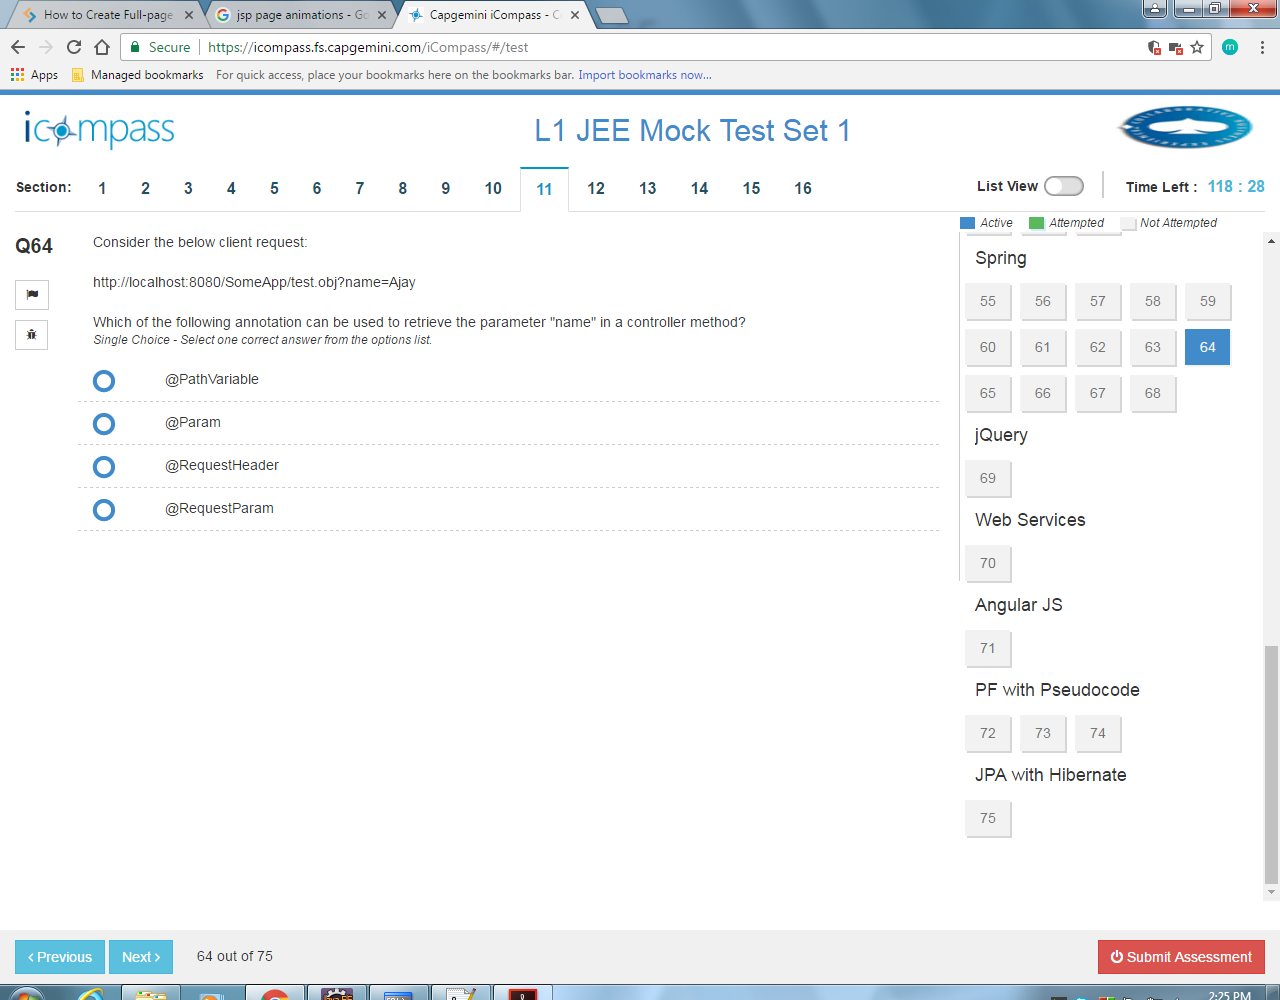 How to Create Full-page
jsp page animations - Go
Capgemini iCompass - C
Secure
https://icompass.fs.capgemini.com/iCompass/#/test
m
Apps
Managed bookmarks
For quick access, place your bookmarks here on the bookmarks bar. Import bookmarks now...
icompass
L1 JEE Mock Test Set 1
Section: 1 2 3 4 5 6 7 8 9 10 11 12 13 14 15 16
List View
Time Left : 118 : 28
Active Attempted Not Attempted
Q64
Consider the below client request:
http://localhost:8080/SomeApp/test.obj?name=Ajay
Which of the following annotation can be used to retrieve the parameter "name" in a controller method?
Single Choice - Select one correct answer from the options list.
@PathVariable
@Param
@RequestHeader
@RequestParam
Spring
55 56 57 58 59
60 61 62 63 64
65 66 67 68
jQuery
69
Web Services
70
Angular JS
71
PF with Pseudocode
72 73 74
JPA with Hibernate
75
‹ Previous
Next ›
64 out of 75
Submit Assessment
2:25 PM